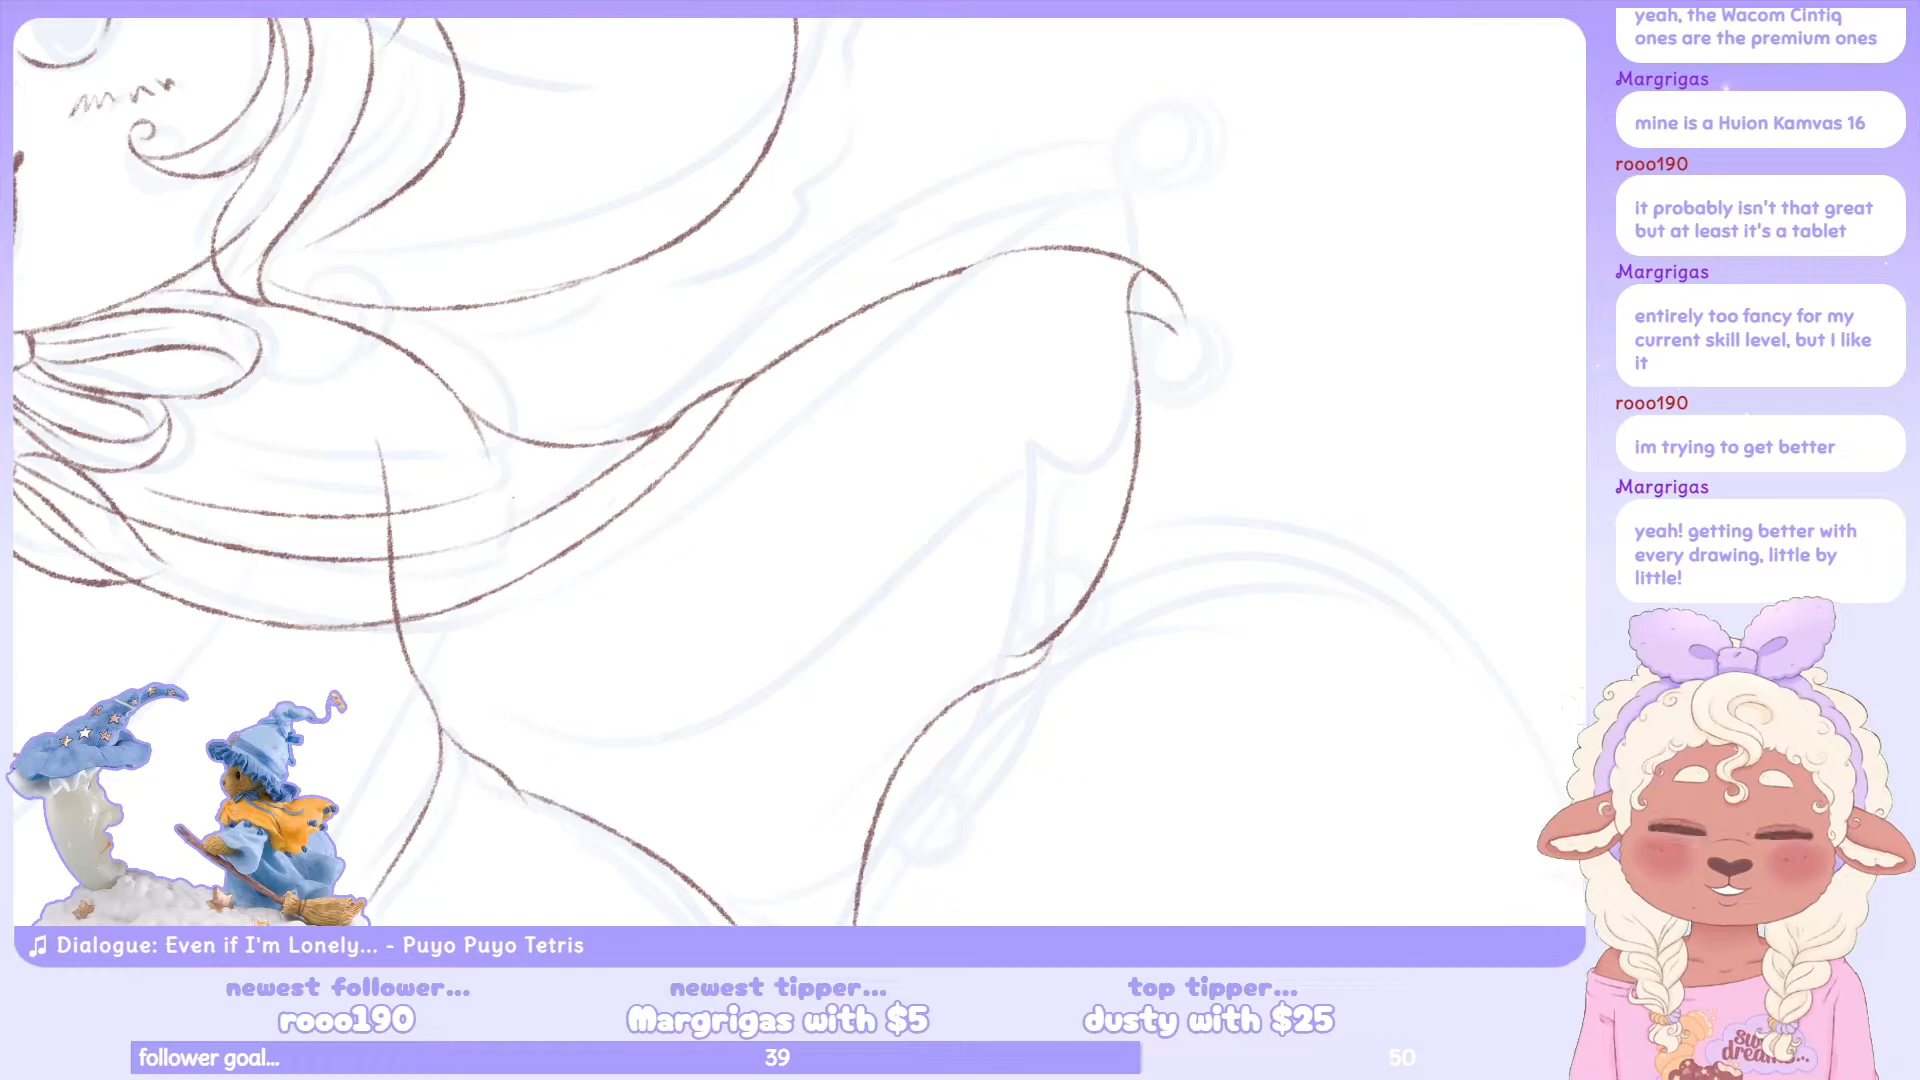 yeah, the Wacom Cintiq
ones are the premium ones
Margrigas
mine is a Huion Kamvas 16
rooo190
it probably isn't that great
but at least it's a tablet
Margrigas
entirely too fancy for my
current skill level, but I like
it
rooo190
im trying to get better
Margrigas
yeah! getting better with
every drawing, little by
little!
♫ Dialogue: Even if I'm Lonely... - Puyo Puyo Tetris
newest follower...
rooo190
newest tipper...
Margrigas with $5
top tipper...
dusty with $25
follower goal...
39
50